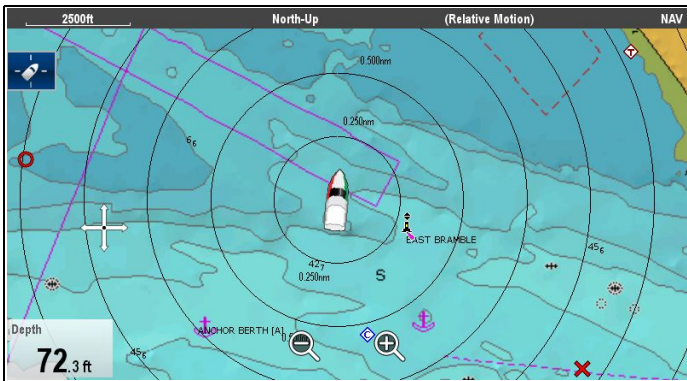 2500ft North-Up (Relative Motion) NAV
0.500nm
T
0.250nm
6₆
EAST BRAMBLE
45₆
42₇
0.250nm
S
ANCHOR BERTH [A]
C
Depth
45₆
72.3 ft